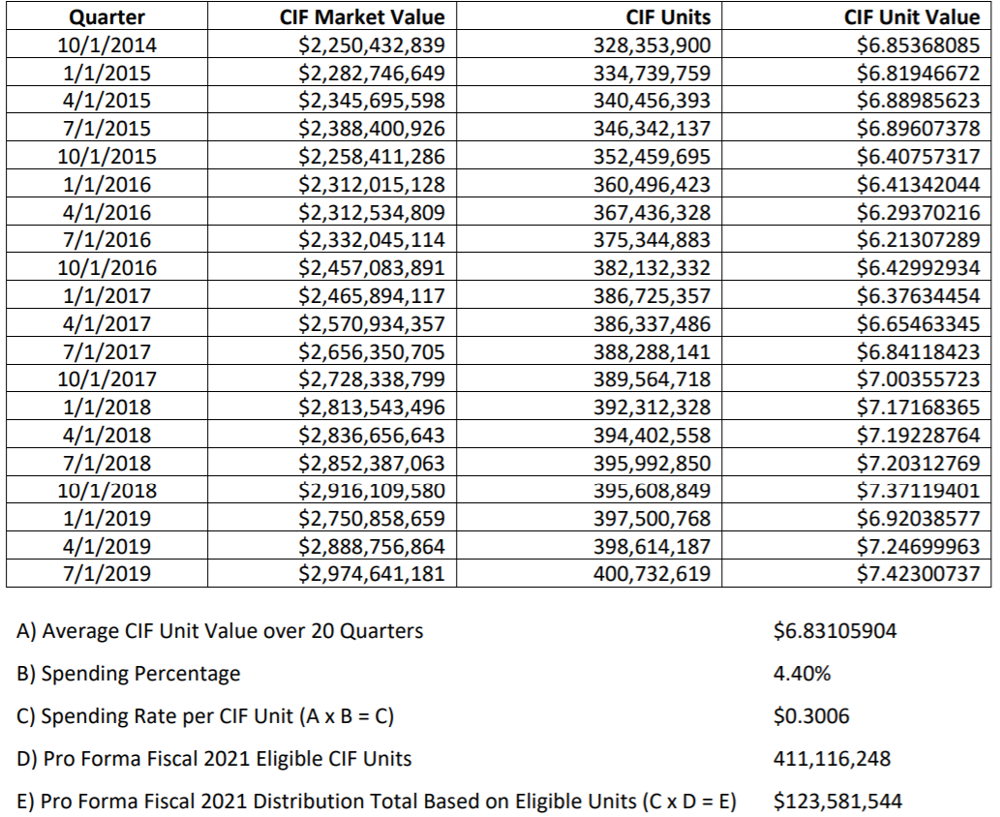 Quarter CIF Market Value CIF Units CIF Unit Value
10/1/2014 $2,250,432,839 328,353,900 $6.85368085
1/1/2015 $2,282,746,649 334,739,759 $6.81946672
4/1/2015 $2,345,695,598 340,456,393 $6.88985623
7/1/2015 $2,388,400,926 346,342,137 $6.89607378
10/1/2015 $2,258,411,286 352,459,695 $6.40757317
1/1/2016 $2,312,015,128 360,496,423 $6.41342044
4/1/2016 $2,312,534,809 367,436,328 $6.29370216
7/1/2016 $2,332,045,114 375,344,883 $6.21307289
10/1/2016 $2,457,083,891 382,132,332 $6.42992934
1/1/2017 $2,465,894,117 386,725,357 $6.37634454
4/1/2017 $2,570,934,357 386,337,486 $6.65463345
7/1/2017 $2,656,350,705 388,288,141 $6.84118423
10/1/2017 $2,728,338,799 389,564,718 $7.00355723
1/1/2018 $2,813,543,496 392,312,328 $7.17168365
4/1/2018 $2,836,656,643 394,402,558 $7.19228764
7/1/2018 $2,852,387,063 395,992,850 $7.20312769
10/1/2018 $2,916,109,580 395,608,849 $7.37119401
1/1/2019 $2,750,858,659 397,500,768 $6.92038577
4/1/2019 $2,888,756,864 398,614,187 $7.24699963
7/1/2019 $2,974,641,181 400,732,619 $7.42300737
A) Average CIF Unit Value over 20 Quarters $6.83105904
B) Spending Percentage 4.40%
C) Spending Rate per CIF Unit (A x B = C) $0.3006
D) Pro Forma Fiscal 2021 Eligible CIF Units 411,116,248
E) Pro Forma Fiscal 2021 Distribution Total Based on Eligible Units (C x D = E) $123,581,544